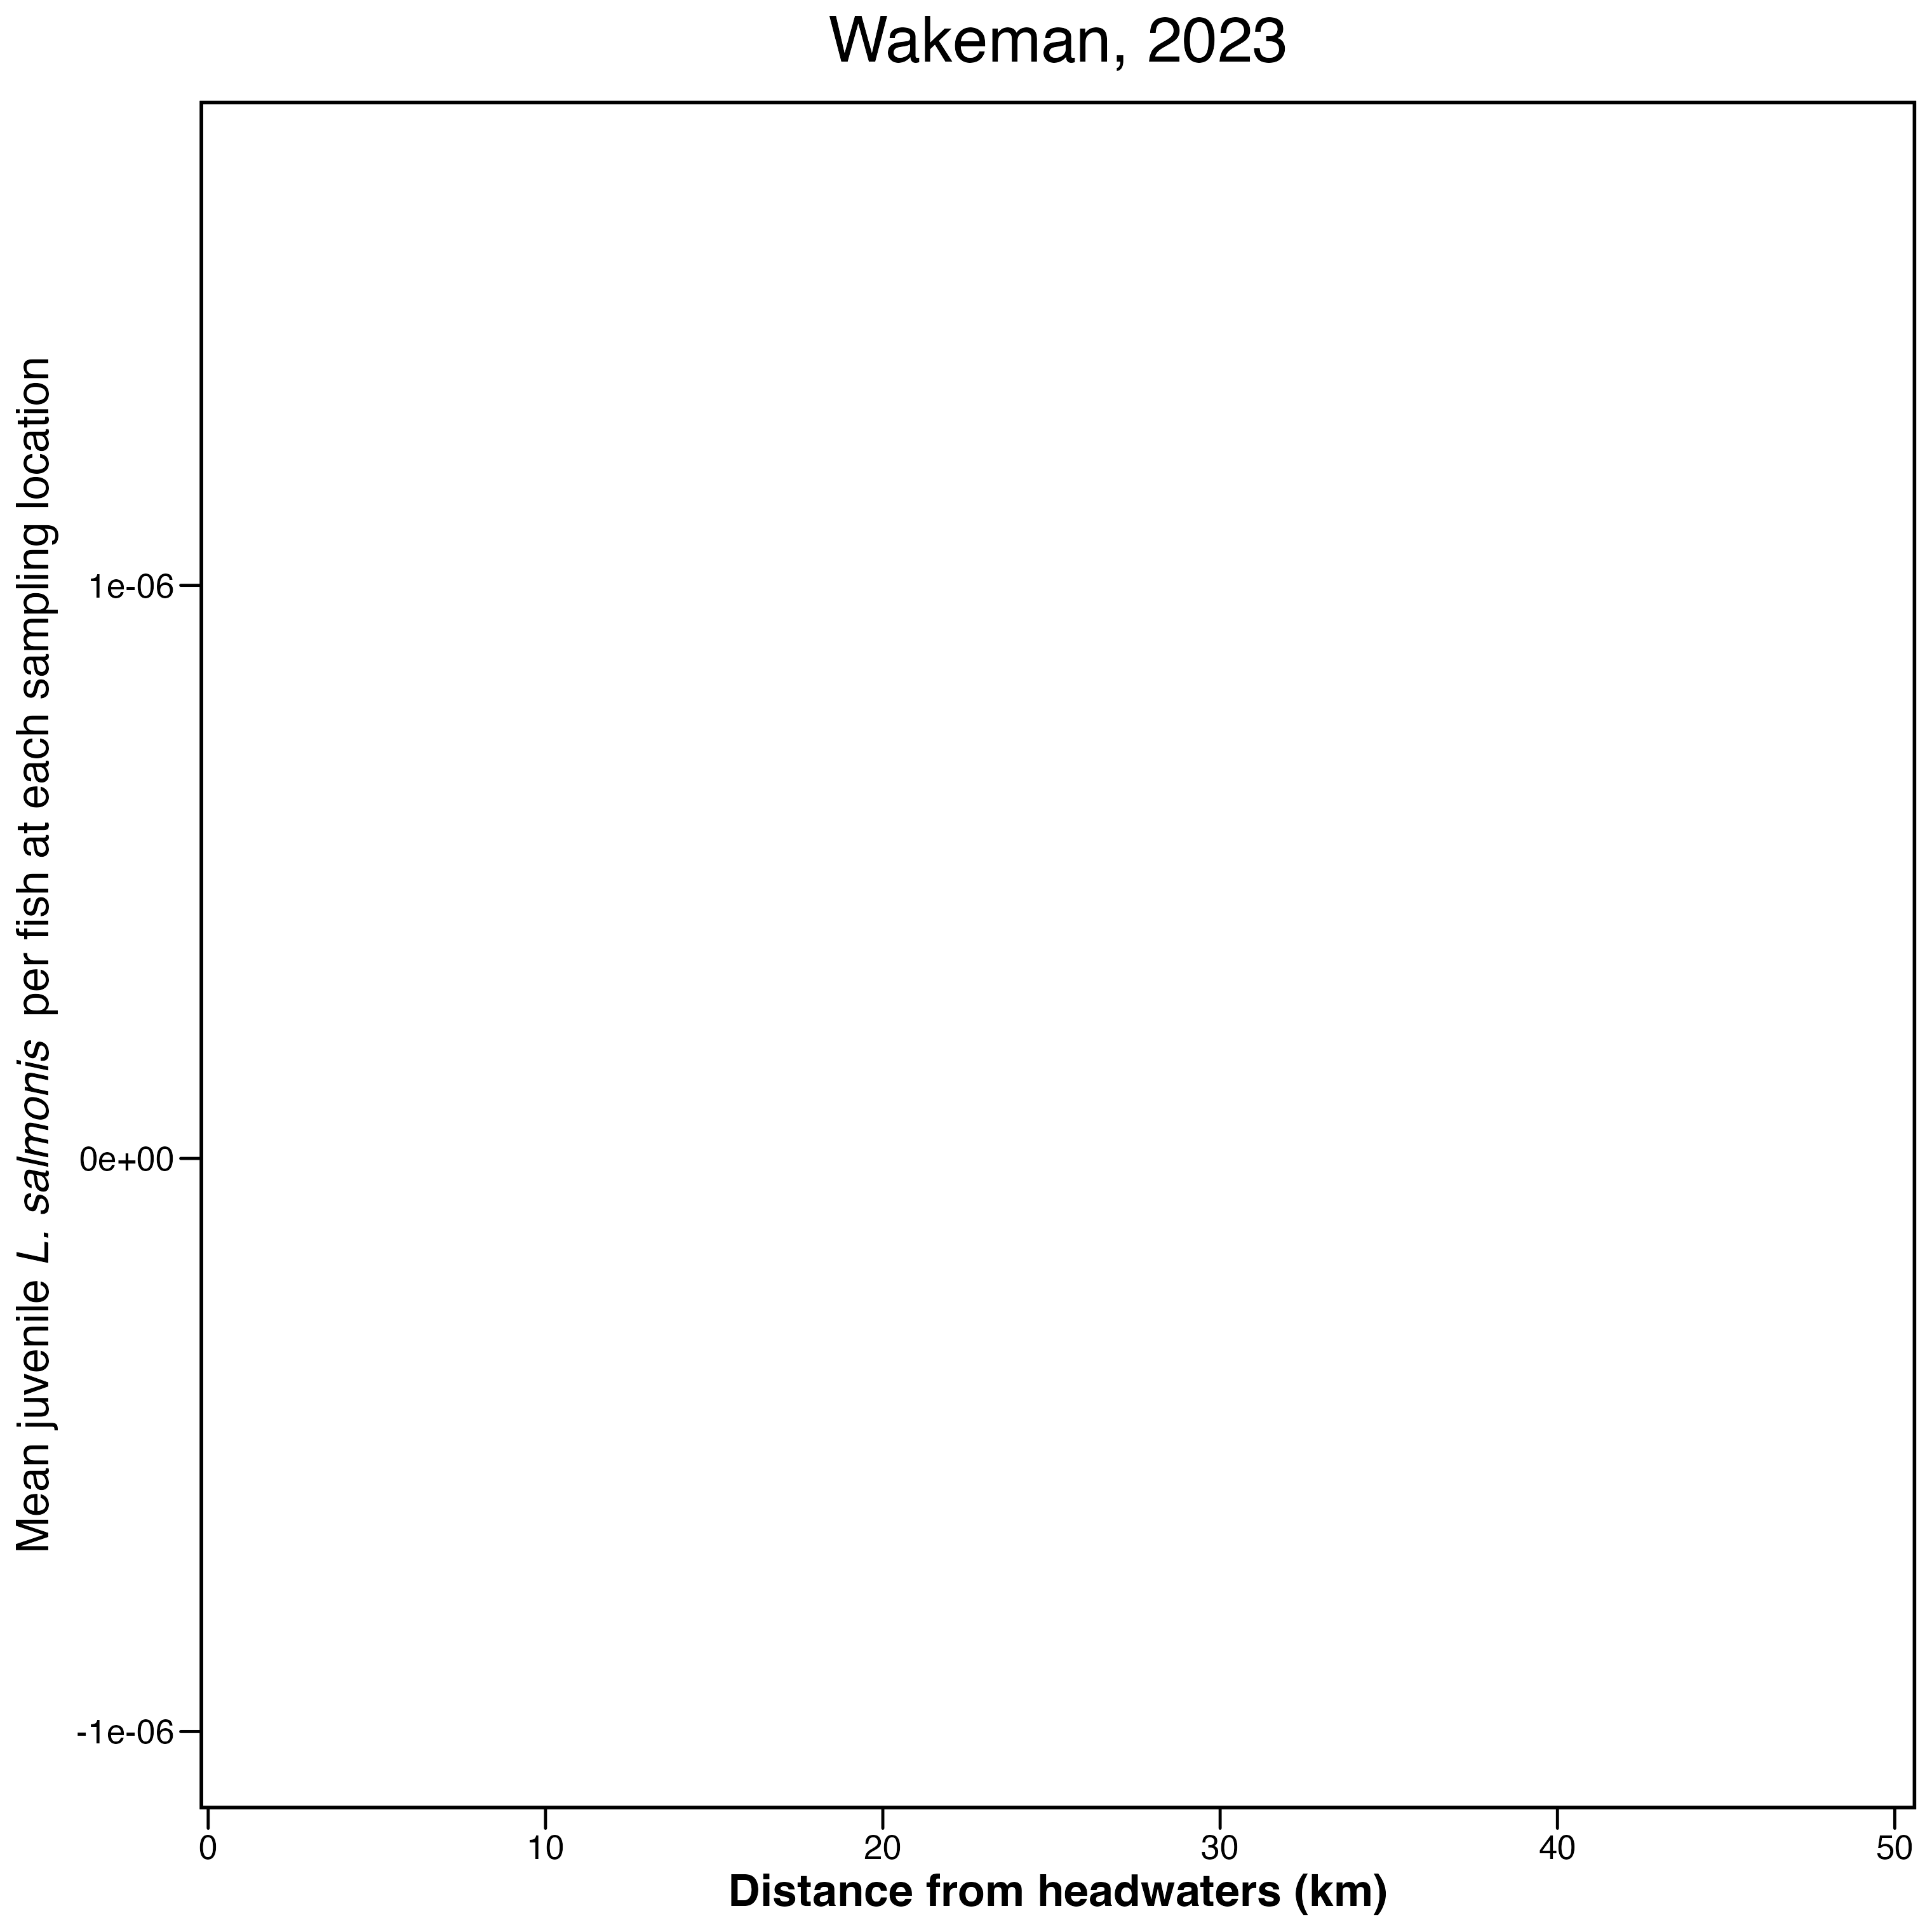 Wakeman, 2023
Mean juvenile L. salmonis per fish at each sampling location
1e-06
0e+00
-1e-06
0 10 20 30 40 50
Distance from headwaters (km)